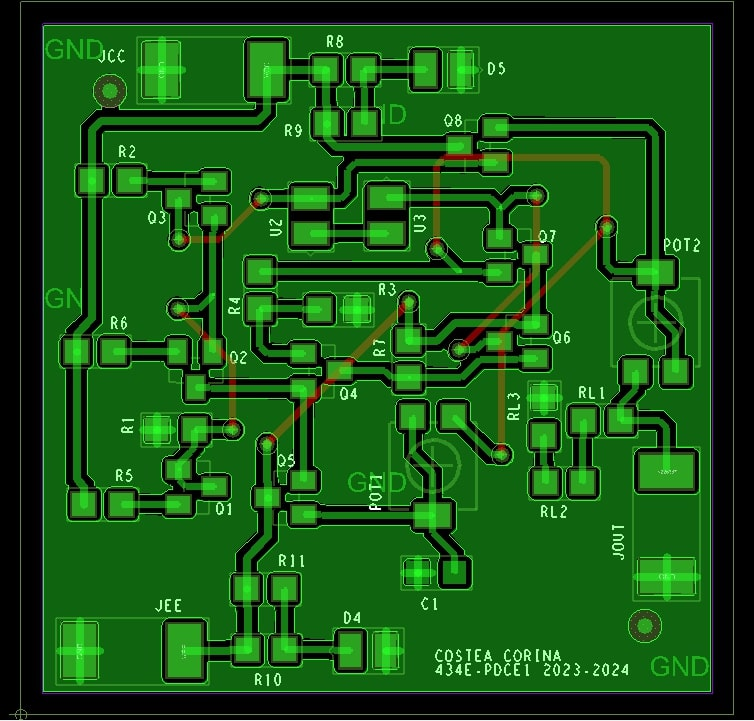 GND
JCC
R8
D5
R9
Q8
R2
Q3
U2
U3
Q7
POT2
GN
R4
R3
R6
R7
Q6
Q2
Q4
R1
RL3
RL1
Q5
GND
POT1
R5
Q1
RL2
JOUT
R11
C1
JEE
D4
R10
COSTEA CORINA
434E-PDCE1 2023-2024
GND